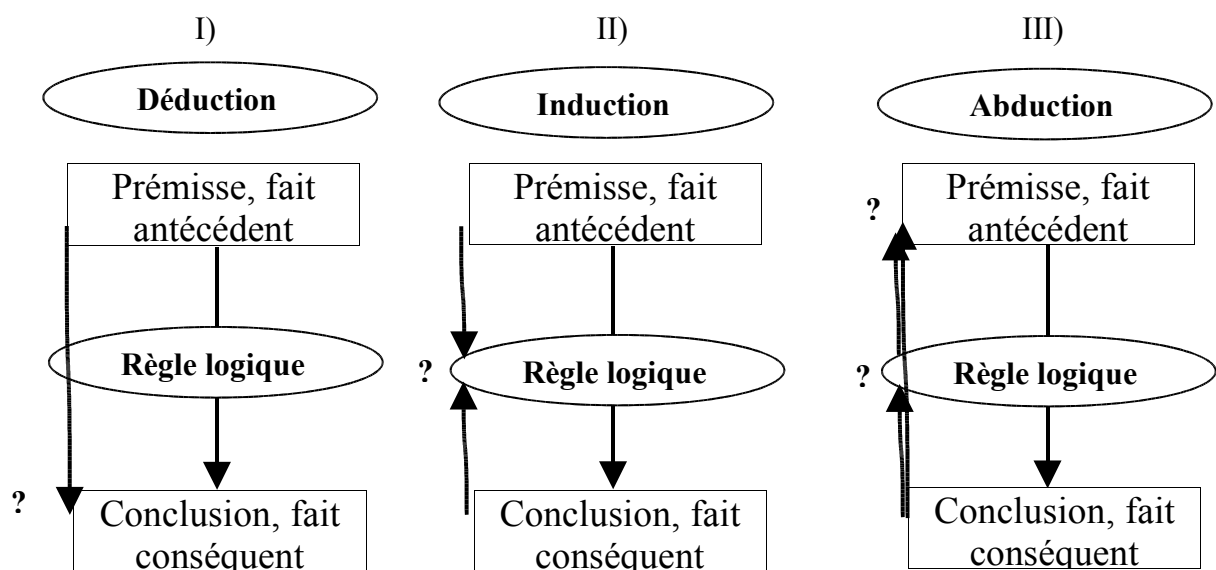 I)
II)
III)
Déduction
Induction
Abduction
Prémisse, fait
antécédent
Prémisse, fait
antécédent
?
Prémisse, fait
antécédent
Règle logique
?
Règle logique
?
Règle logique
?
Conclusion, fait
conséquent
Conclusion, fait
conséquent
Conclusion, fait
conséquent